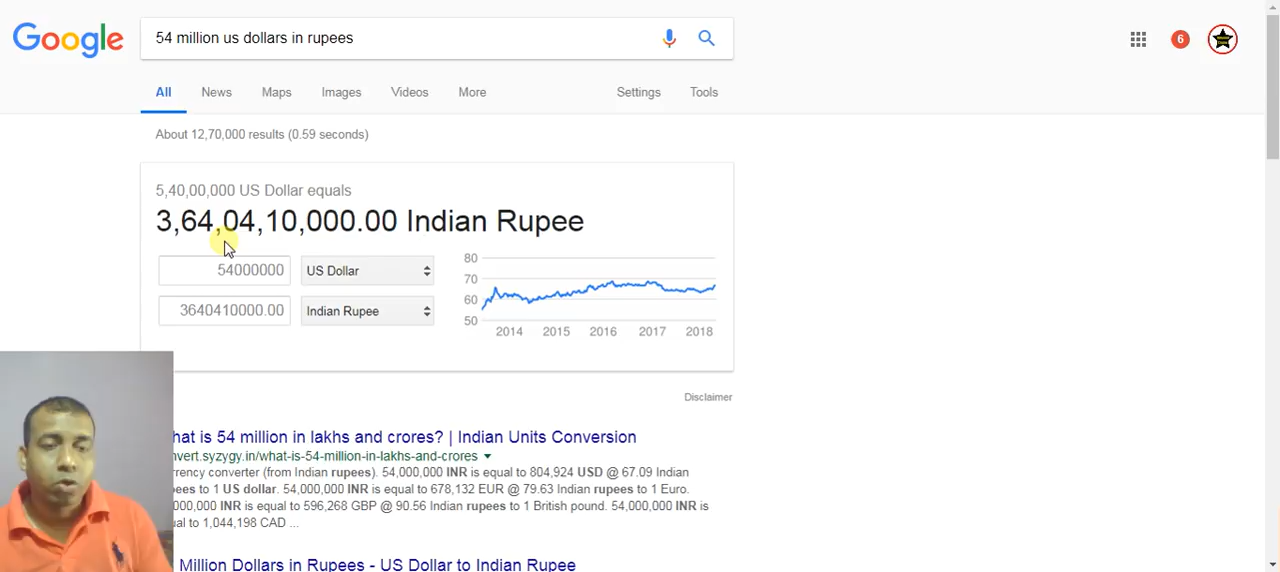 Google
54 million us dollars in rupees
6
All News Maps Images Videos More Settings Tools
About 12,70,000 results (0.59 seconds)
5,40,00,000 US Dollar equals
3,64,04,10,000.00 Indian Rupee
54000000 US Dollar
3640410000.00 Indian Rupee
80
70
60
50
2014 2015 2016 2017 2018
Disclaimer
hat is 54 million in lakhs and crores? | Indian Units Conversion
nvert.syzygy.in/what-is-54-million-in-lakhs-and-crores
rrency converter (from Indian rupees). 54,000,000 INR is equal to 804,924 USD @ 67.09 Indian
ees to 1 US dollar. 54,000,000 INR is equal to 678,132 EUR @ 79.63 Indian rupees to 1 Euro.
000,000 INR is equal to 596,268 GBP @ 90.56 Indian rupees to 1 British pound. 54,000,000 INR is
ual to 1,044,198 CAD ...
Million Dollars in Rupees - US Dollar to Indian Rupee